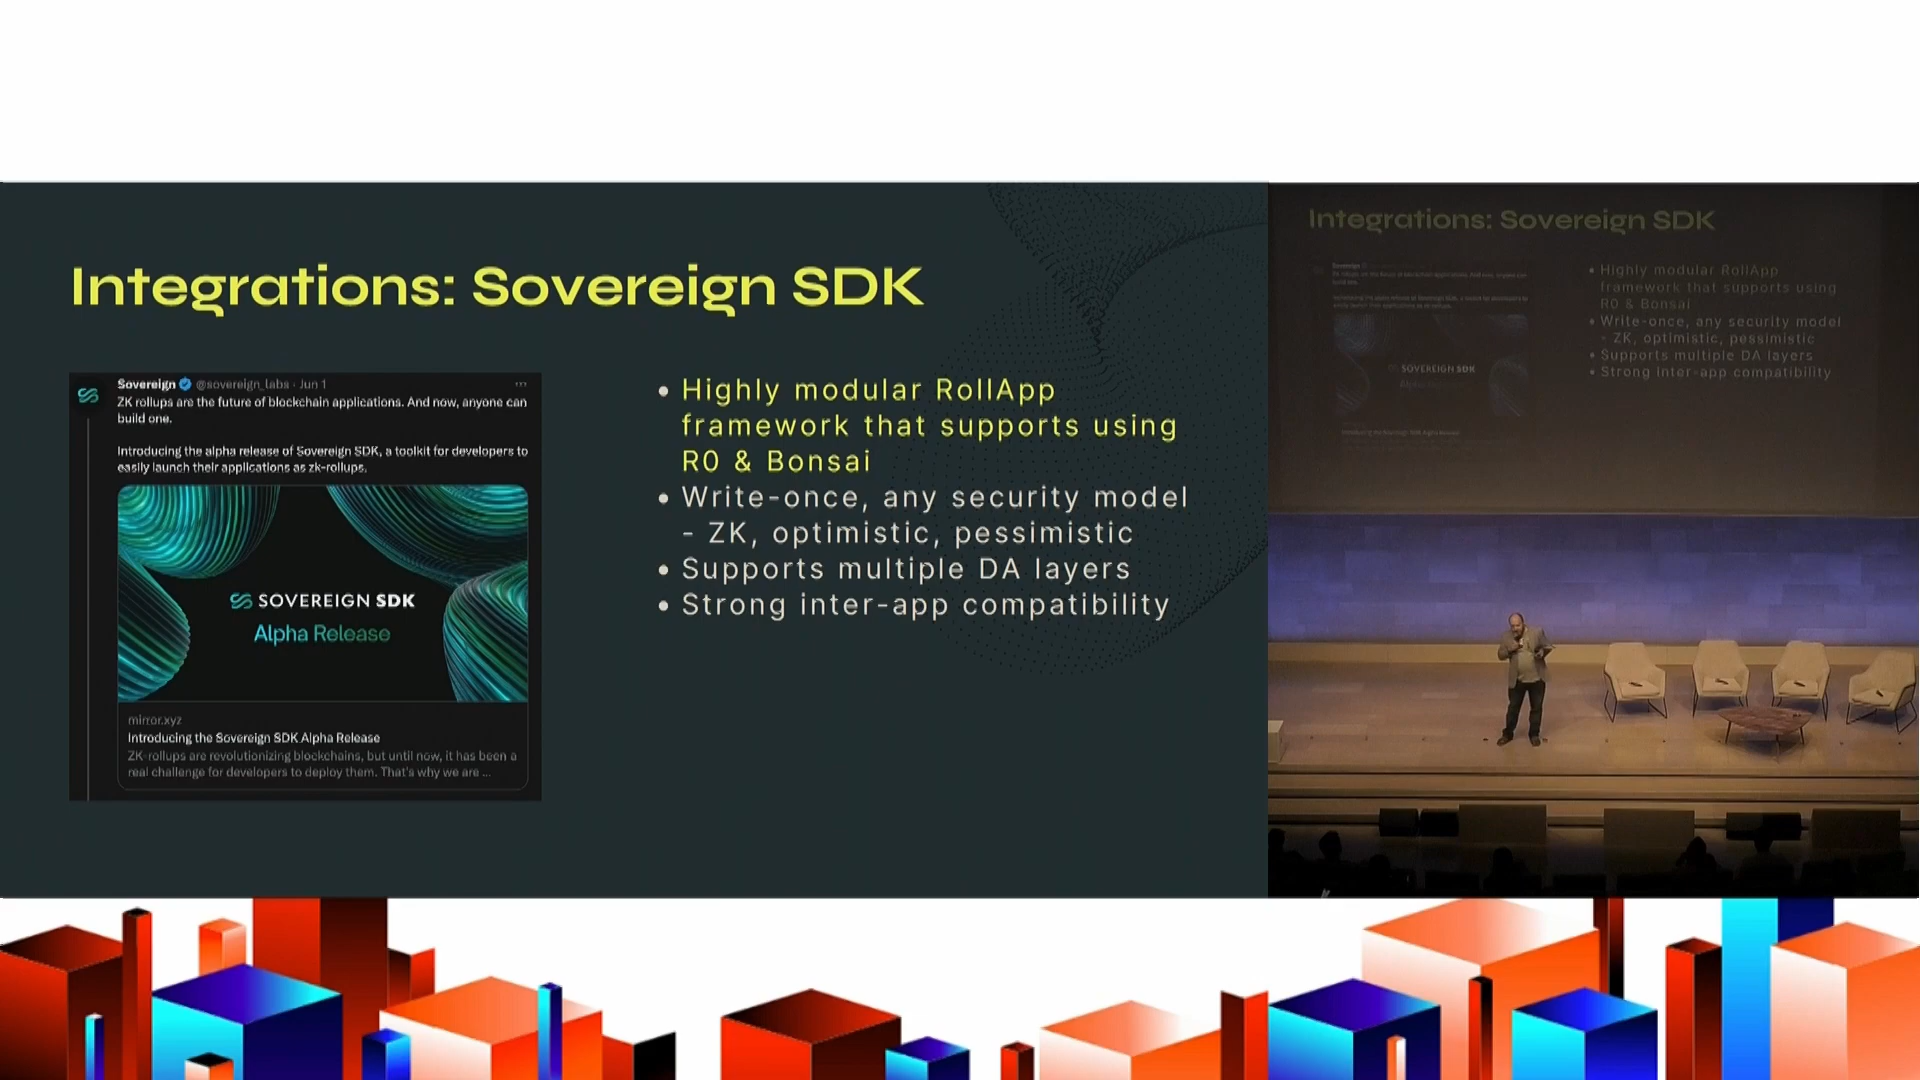 Integrations: Sovereign SDK
Sovereign @sovereign_labs · Jun 1
ZK rollups are the future of blockchain applications. And now, anyone can
build one.
Introducing the alpha release of Sovereign SDK, a toolkit for developers to
easily launch their applications as zk-rollups.
SOVEREIGN SDK
Alpha Release
mirror.xyz
Introducing the Sovereign SDK Alpha Release
ZK-rollups are revolutionizing blockchains, but until now, it has been a
real challenge for developers to deploy them. That's why we are ...
• Highly modular RollApp
framework that supports using
R0 & Bonsai
• Write-once, any security model
- ZK, optimistic, pessimistic
• Supports multiple DA layers
• Strong inter-app compatibility
Integrations: Sovereign SDK
SOVEREIGN SDK
• Highly modular RollApp
framework that supports using
R0 & Bonsai
• Write-once, any security model
- ZK, optimistic, pessimistic
• Supports multiple DA layers
• Strong inter-app compatibility